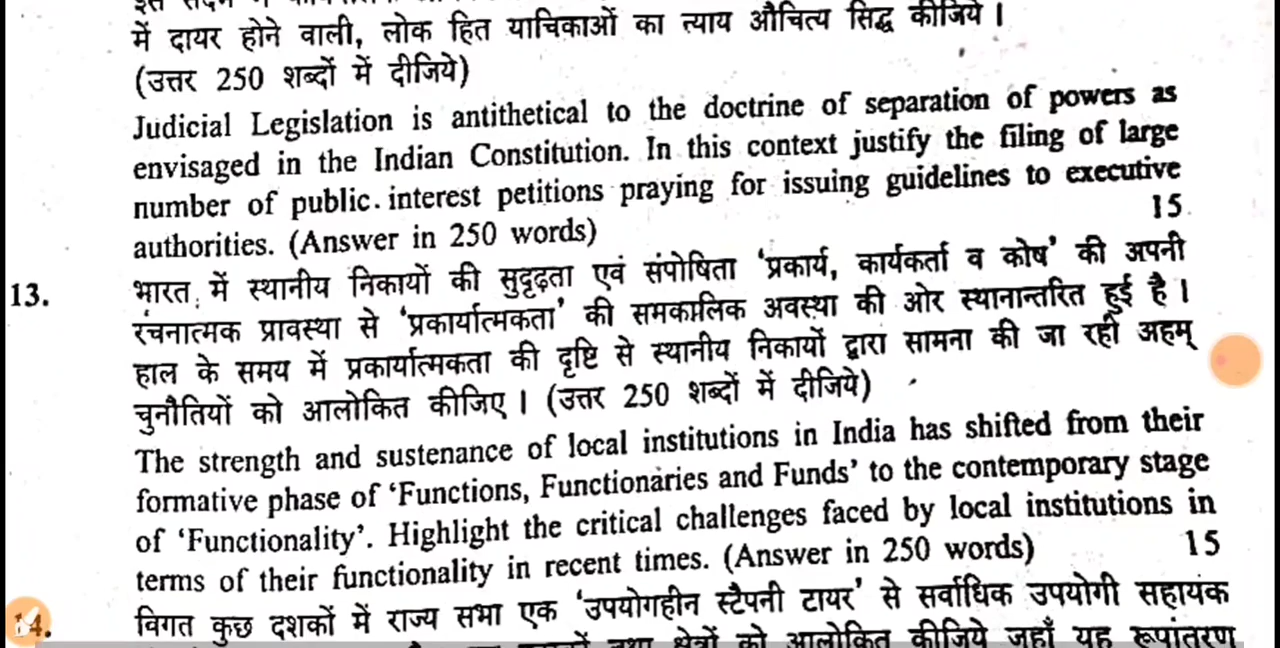 में दायर होने वाली, लोक हित याचिकाओं का न्याय औचित्य सिद्ध कीजिये।
(उत्तर 250 शब्दों में दीजिये)
Judicial Legislation is antithetical to the doctrine of separation of powers as
envisaged in the Indian Constitution. In this context justify the filing of large
number of public interest petitions praying for issuing guidelines to executive
authorities. (Answer in 250 words) 15
13. भारत में स्थानीय निकायों की सुदृढ़ता एवं संपोषिता 'प्रकार्य, कार्यकर्ता व कोष' की अपनी
रचनात्मक प्रावस्था से 'प्रकार्यात्मकता' की समकालिक अवस्था की ओर स्थानान्तरित हुई है।
हाल के समय में प्रकार्यात्मकता की दृष्टि से स्थानीय निकायों द्वारा सामना की जा रही अहम्
चुनौतियों को आलोकित कीजिए। (उत्तर 250 शब्दों में दीजिये)
The strength and sustenance of local institutions in India has shifted from their
formative phase of 'Functions, Functionaries and Funds' to the contemporary stage
of 'Functionality'. Highlight the critical challenges faced by local institutions in
terms of their functionality in recent times. (Answer in 250 words) 15
14. विगत कुछ दशकों में राज्य सभा एक 'उपयोगहीन स्टैपनी टायर' से सर्वाधिक उपयोगी सहायक
क्षेत्रों को आलोकित कीजिये जहाँ यह रूपांतरण